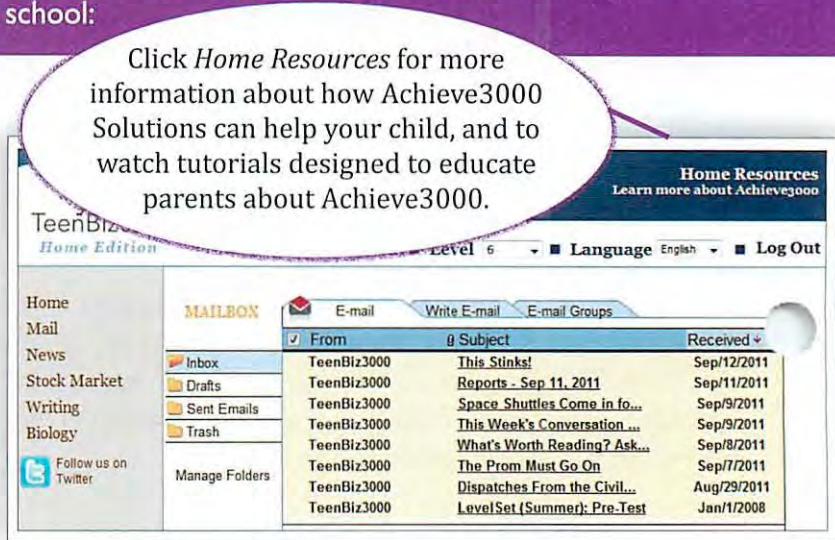 school:
Click Home Resources for more
information about how Achieve3000
Solutions can help your child, and to
watch tutorials designed to educate
parents about Achieve3000.
Home Resources
Learn more about Achieve3000
Home Edition
Level 6 Language English Log Out
Home
Mail
News
Stock Market
Writing
Biology
Follow us on
Twitter
MAILBOX
Inbox
Drafts
Sent Emails
Trash
Manage Folders
E-mail Write E-mail E-mail Groups
From Subject Received
TeenBiz3000 This Stinks! Sep/12/2011
TeenBiz3000 Reports - Sep 11, 2011 Sep/11/2011
TeenBiz3000 Space Shuttles Come in fo... Sep/9/2011
TeenBiz3000 This Week's Conversation ... Sep/9/2011
TeenBiz3000 What's Worth Reading? Ask... Sep/8/2011
TeenBiz3000 The Prom Must Go On Sep/7/2011
TeenBiz3000 Dispatches From the Civil... Aug/29/2011
TeenBiz3000 LevelSet (Summer): Pre-Test Jan/1/2008